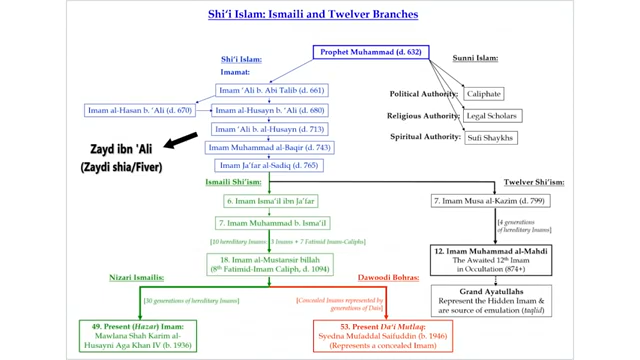 Shi‘i Islam: Ismaili and Twelver Branches
Prophet Muhammad (d. 632)
Shi‘i Islam:
Imamat:
Sunni Islam:
Imam ‘Ali b. Abi Talib (d. 661)
Political Authority:
Caliphate
Imam al-Hasan b. ‘Ali (d. 670)
Imam al-Husayn b. ‘Ali (d. 680)
Religious Authority:
Legal Scholars
Imam ‘Ali b. al-Husayn (d. 713)
Spiritual Authority:
Sufi Shaykhs
Zayd ibn 'Ali
(Zaydi shia/Fiver)
Imam Muhammad al-Baqir (d. 743)
Imam Ja‘far al-Sadiq (d. 765)
Ismaili Shi‘ism:
Twelver Shi‘ism:
6. Imam Isma‘il ibn Ja‘far
7. Imam Musa al-Kazim (d. 799)
7. Imam Muhammad b. Isma‘il
[4 generations
of hereditary Imams]
[10 hereditary Imams: 3 Imams + 7 Fatimid Imam-Caliphs]
18. Imam al-Mustansir billah
(8th Fatimid-Imam Caliph, d. 1094)
12. Imam Muhammad al-Mahdi
The Awaited 12th Imam
in Occultation (874+)
Nizari Ismailis:
Dawoodi Bohras:
Grand Ayatullahs
Represent the Hidden Imam &
are source of emulation (taqlid)
[30 generations of hereditary Imams]
[Concealed Imams represented by
generations of Dais]
49. Present (Hazar) Imam:
Mawlana Shah Karim al-
Husayni Aga Khan IV (b. 1936)
53. Present Da‘i Mutlaq:
Syedna Mufaddal Saifuddin (b. 1946)
(Represents a concealed Imam)